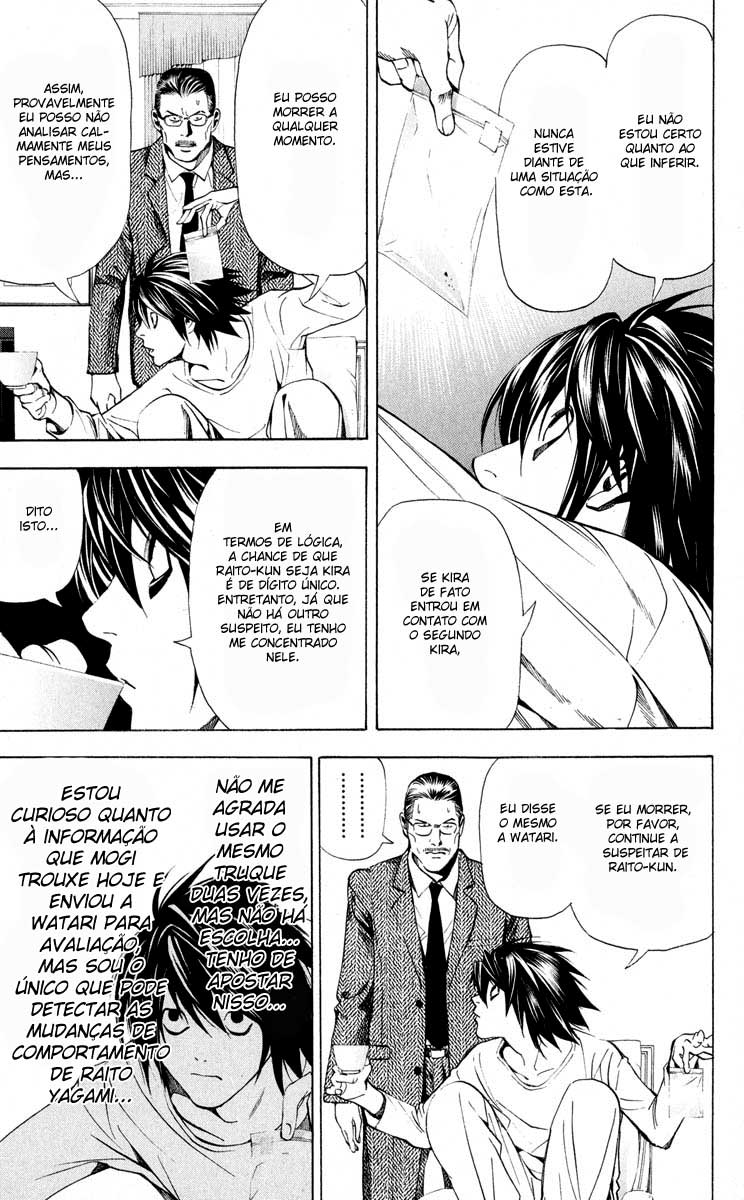 EU NÃO
ESTOU CERTO
QUANTO AO
QUE INFERIR.
NUNCA
ESTIVE
DIANTE DE
UMA SITUAÇÃO
COMO ESTA.
SE KIRA
DE FATO
ENTROU EM
CONTATO COM
O SEGUNDO
KIRA,
EU POSSO
MORRER A
QUALQUER
MOMENTO.
ASSIM,
PROVAVELMENTE
EU POSSO NÃO
ANALISAR CAL-
MAMENTE MEUS
PENSAMENTOS,
MAS...
EM
TERMOS DE LÓGICA,
A CHANCE DE QUE
RAITO-KUN SEJA KIRA
É DE DÍGITO ÚNICO.
ENTRETANTO, JÁ QUE
NÃO HÁ OUTRO
SUSPEITO, EU TENHO
ME CONCENTRADO
NELE.
DITO
ISTO...
SE EU MORRER,
POR FAVOR,
CONTINUE A
SUSPEITAR DE
RAITO-KUN.
EU DISSE
O MESMO
A WATARI.
........
........
NÃO ME
AGRADA
USAR O
MESMO
TRUQUE
DUAS VEZES,
MAS NÃO HÁ
ESCOLHA...
TENHO DE
APOSTAR
NISSO...
ESTOU
CURIOSO QUANTO
À INFORMAÇÃO
QUE MOGI
TROUXE HOJE E
ENVIOU A
WATARI PARA
AVALIAÇÃO,
MAS SOU O
ÚNICO QUE PODE
DETECTAR AS
MUDANÇAS DE
COMPORTAMENTO
DE RAITO
YAGAMI...